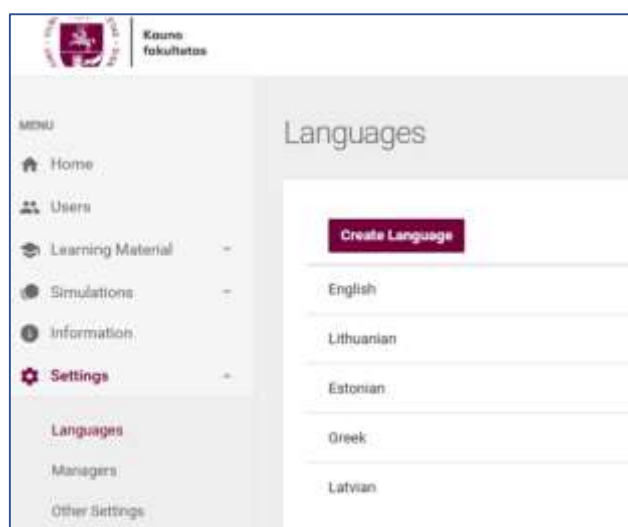 Kauno
fakultetas
MENU
Home
Users
Learning Material
Simulations
Information
Settings
Languages
Managers
Other Settings
Languages
Create Language
English
Lithuanian
Estonian
Greek
Latvian